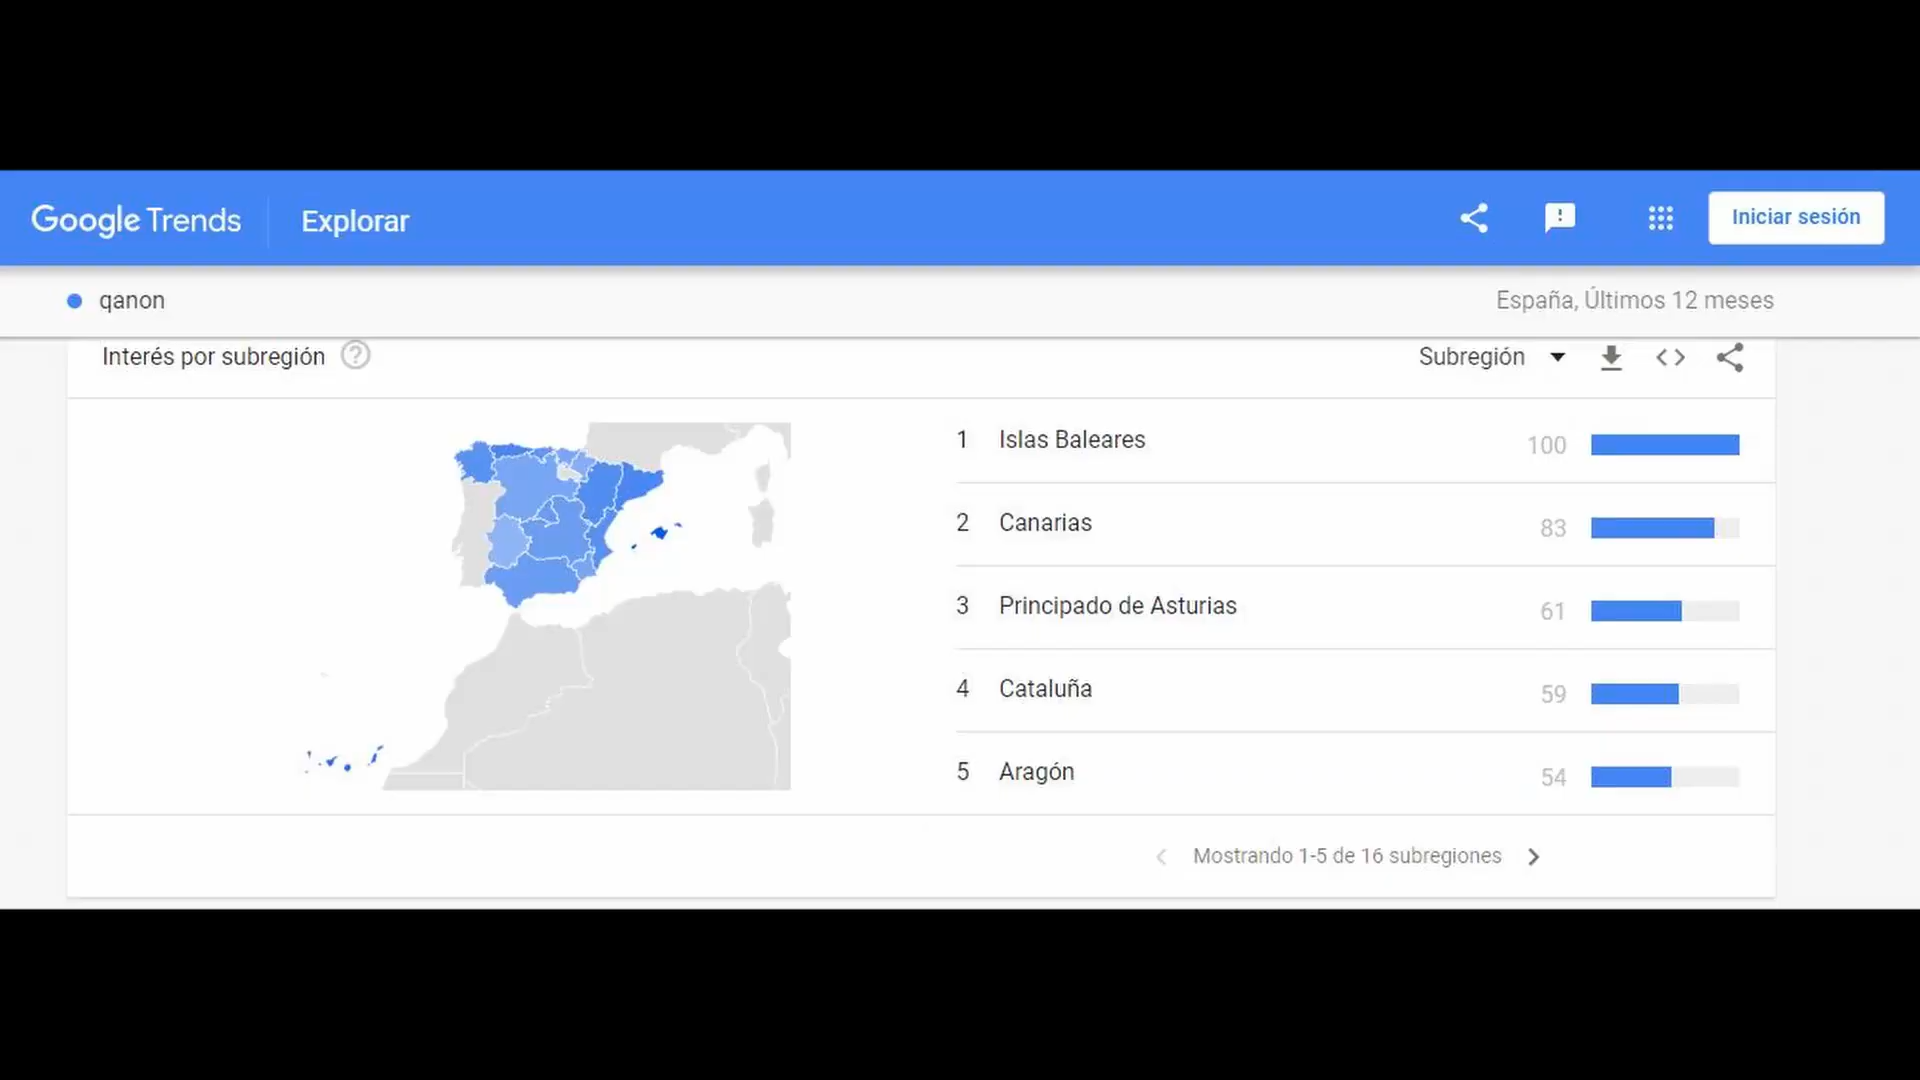 Google Trends Explorar Iniciar sesión
qanon España, Últimos 12 meses
Interés por subregión Subregión
1 Islas Baleares 100
2 Canarias 83
3 Principado de Asturias 61
4 Cataluña 59
5 Aragón 54
Mostrando 1-5 de 16 subregiones